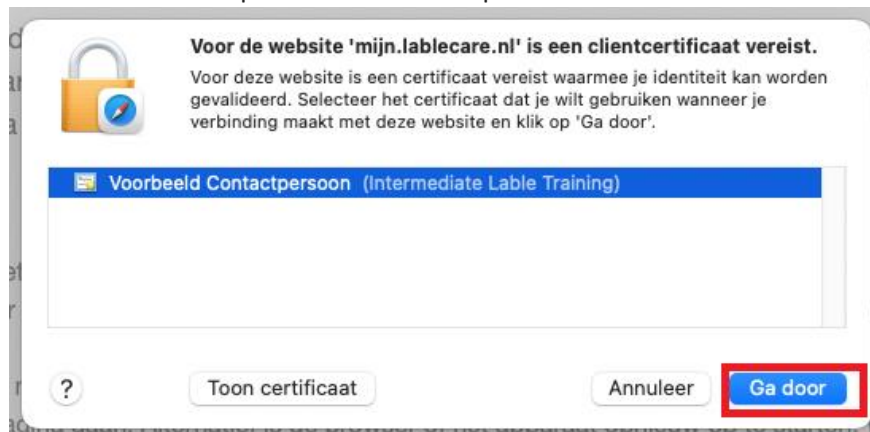 Voor de website 'mijn.lablecare.nl' is een clientcertificaat vereist.
Voor deze website is een certificaat vereist waarmee je identiteit kan worden
gevalideerd. Selecteer het certificaat dat je wilt gebruiken wanneer je
verbinding maakt met deze website en klik op 'Ga door'.
Voorbeeld Contactpersoon (Intermediate Lable Training)
? Toon certificaat Annuleer Ga door